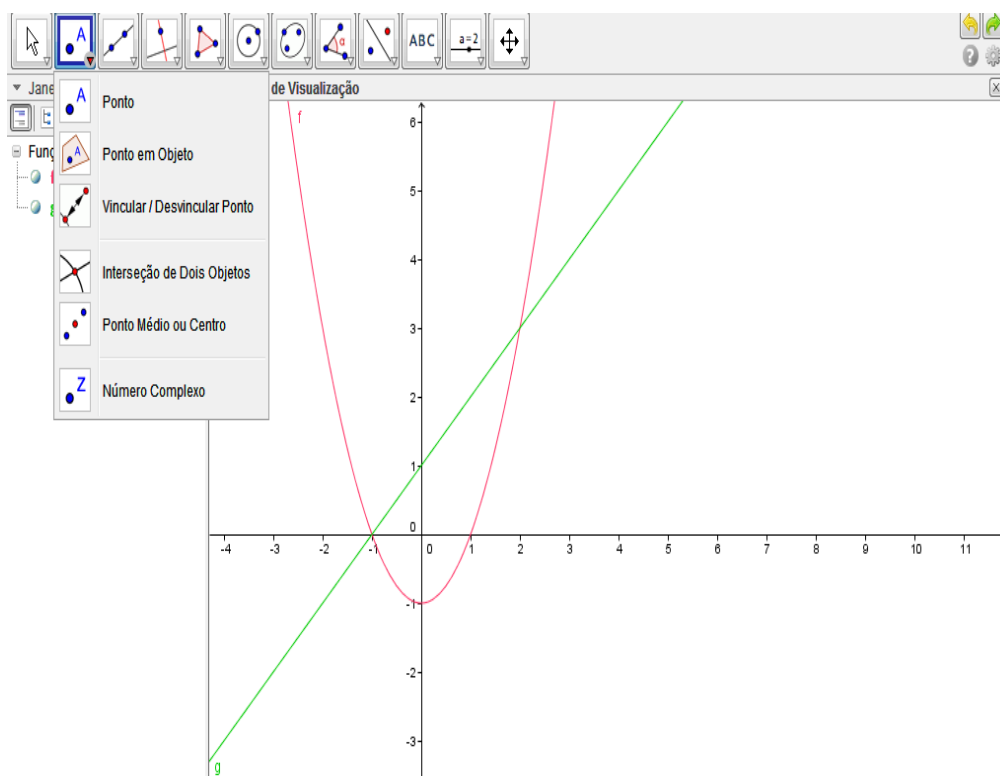 A ABC a=2
α
Jane de Visualização
A Ponto
Funç
A Ponto em Objeto
Vincular / Desvincular Ponto
Interseção de Dois Objetos
Ponto Médio ou Centro
Z Número Complexo
f
g
6
5
4
3
2
1
0
-4 -3 -2 -1 0 1 2 3 4 5 6 7 8 9 10 11
-1
-2
-3
g